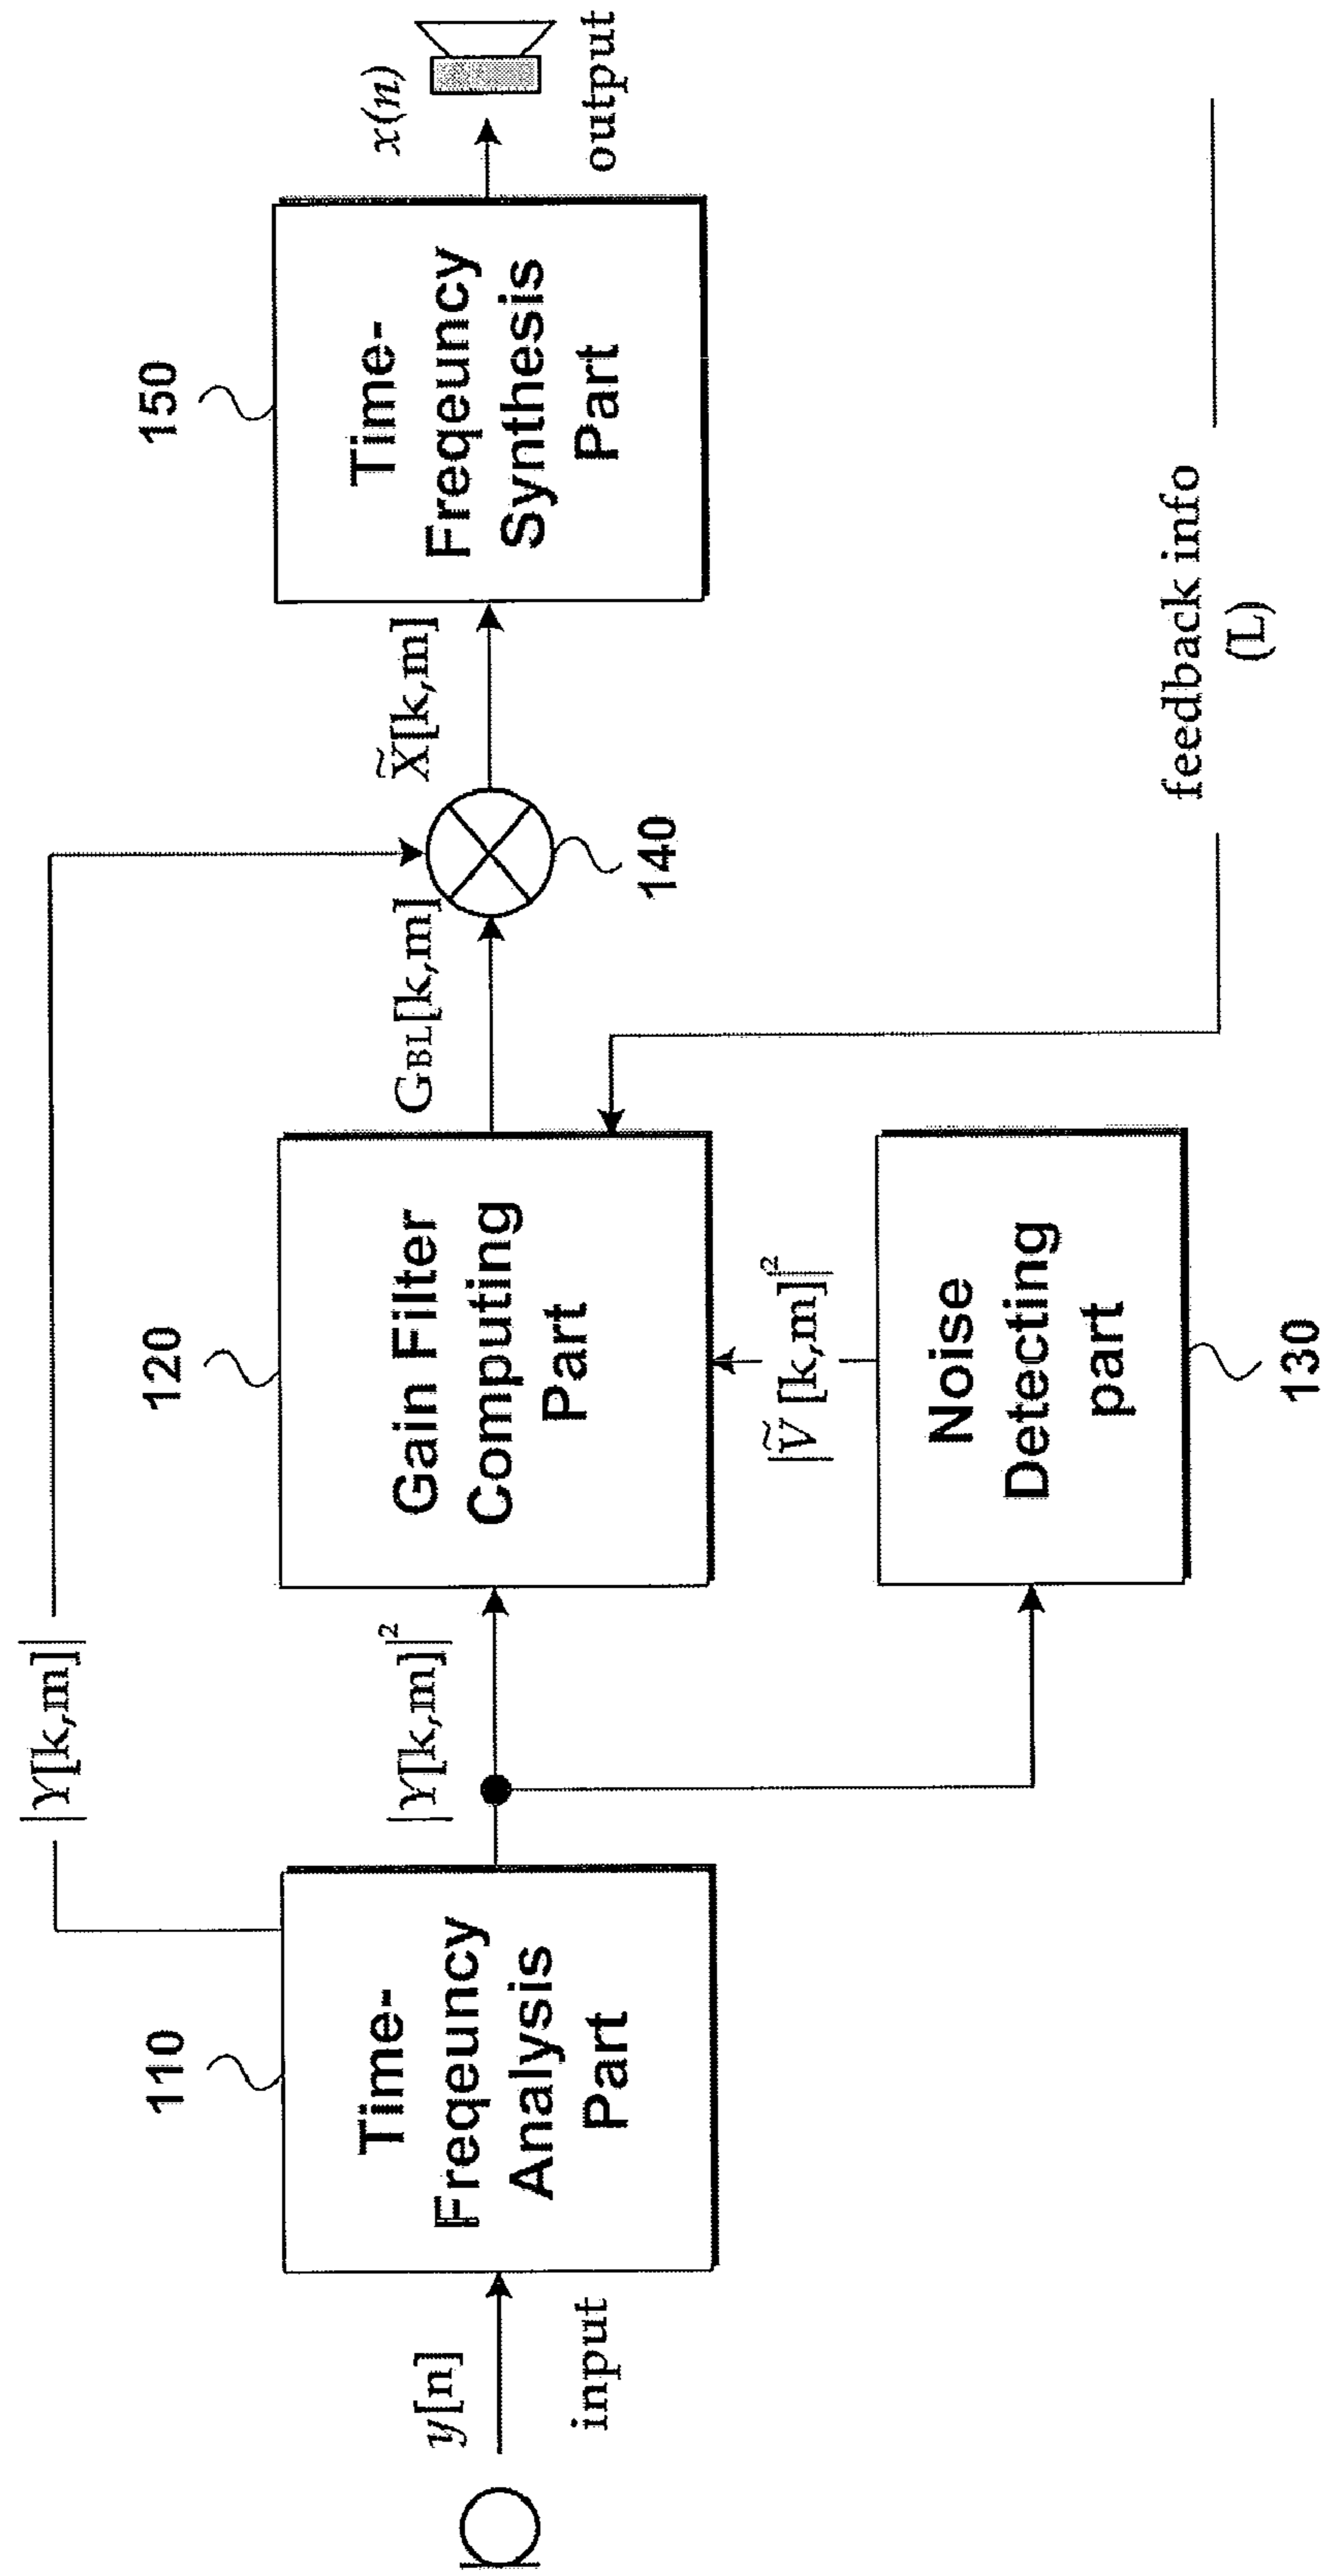 |Y[k,m]|
110
120
150
y[n]
input
Time-
Freqeuncy
Analysis
Part
|Y[k,m]|²
Gain Filter
Computing
Part
G_BL[k,m]
X̃[k,m]
140
Time-
Freqeuncy
Synthesis
Part
x(n)
output
|Ṽ [k,m]|²
Noise
Detecting
part
130
feedback info
(L)